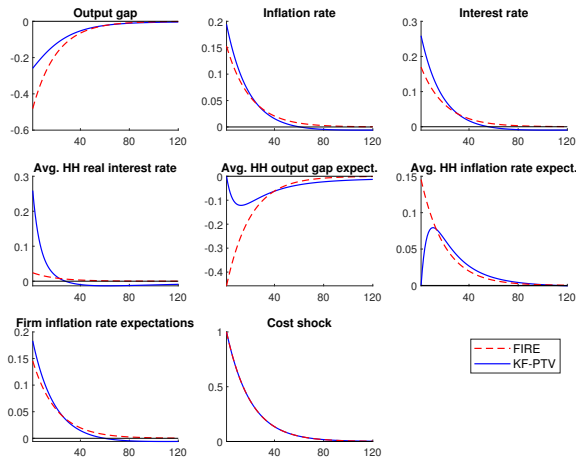 Output gap
Inflation rate
Interest rate
0
-0.2
-0.4
-0.6
40 80 120
0.2
0.15
0.1
0.05
0
40 80 120
0.3
0.2
0.1
0
40 80 120
Avg. HH real interest rate
Avg. HH output gap expect.
Avg. HH inflation rate expect.
0.3
0.2
0.1
0
40 80 120
0
-0.1
-0.2
-0.3
-0.4
40 80 120
0.15
0.1
0.05
0
40 80 120
Firm inflation rate expectations
Cost shock
0.2
0.15
0.1
0.05
0
40 80 120
1
0.5
0
40 80 120
FIRE
KF-PTV